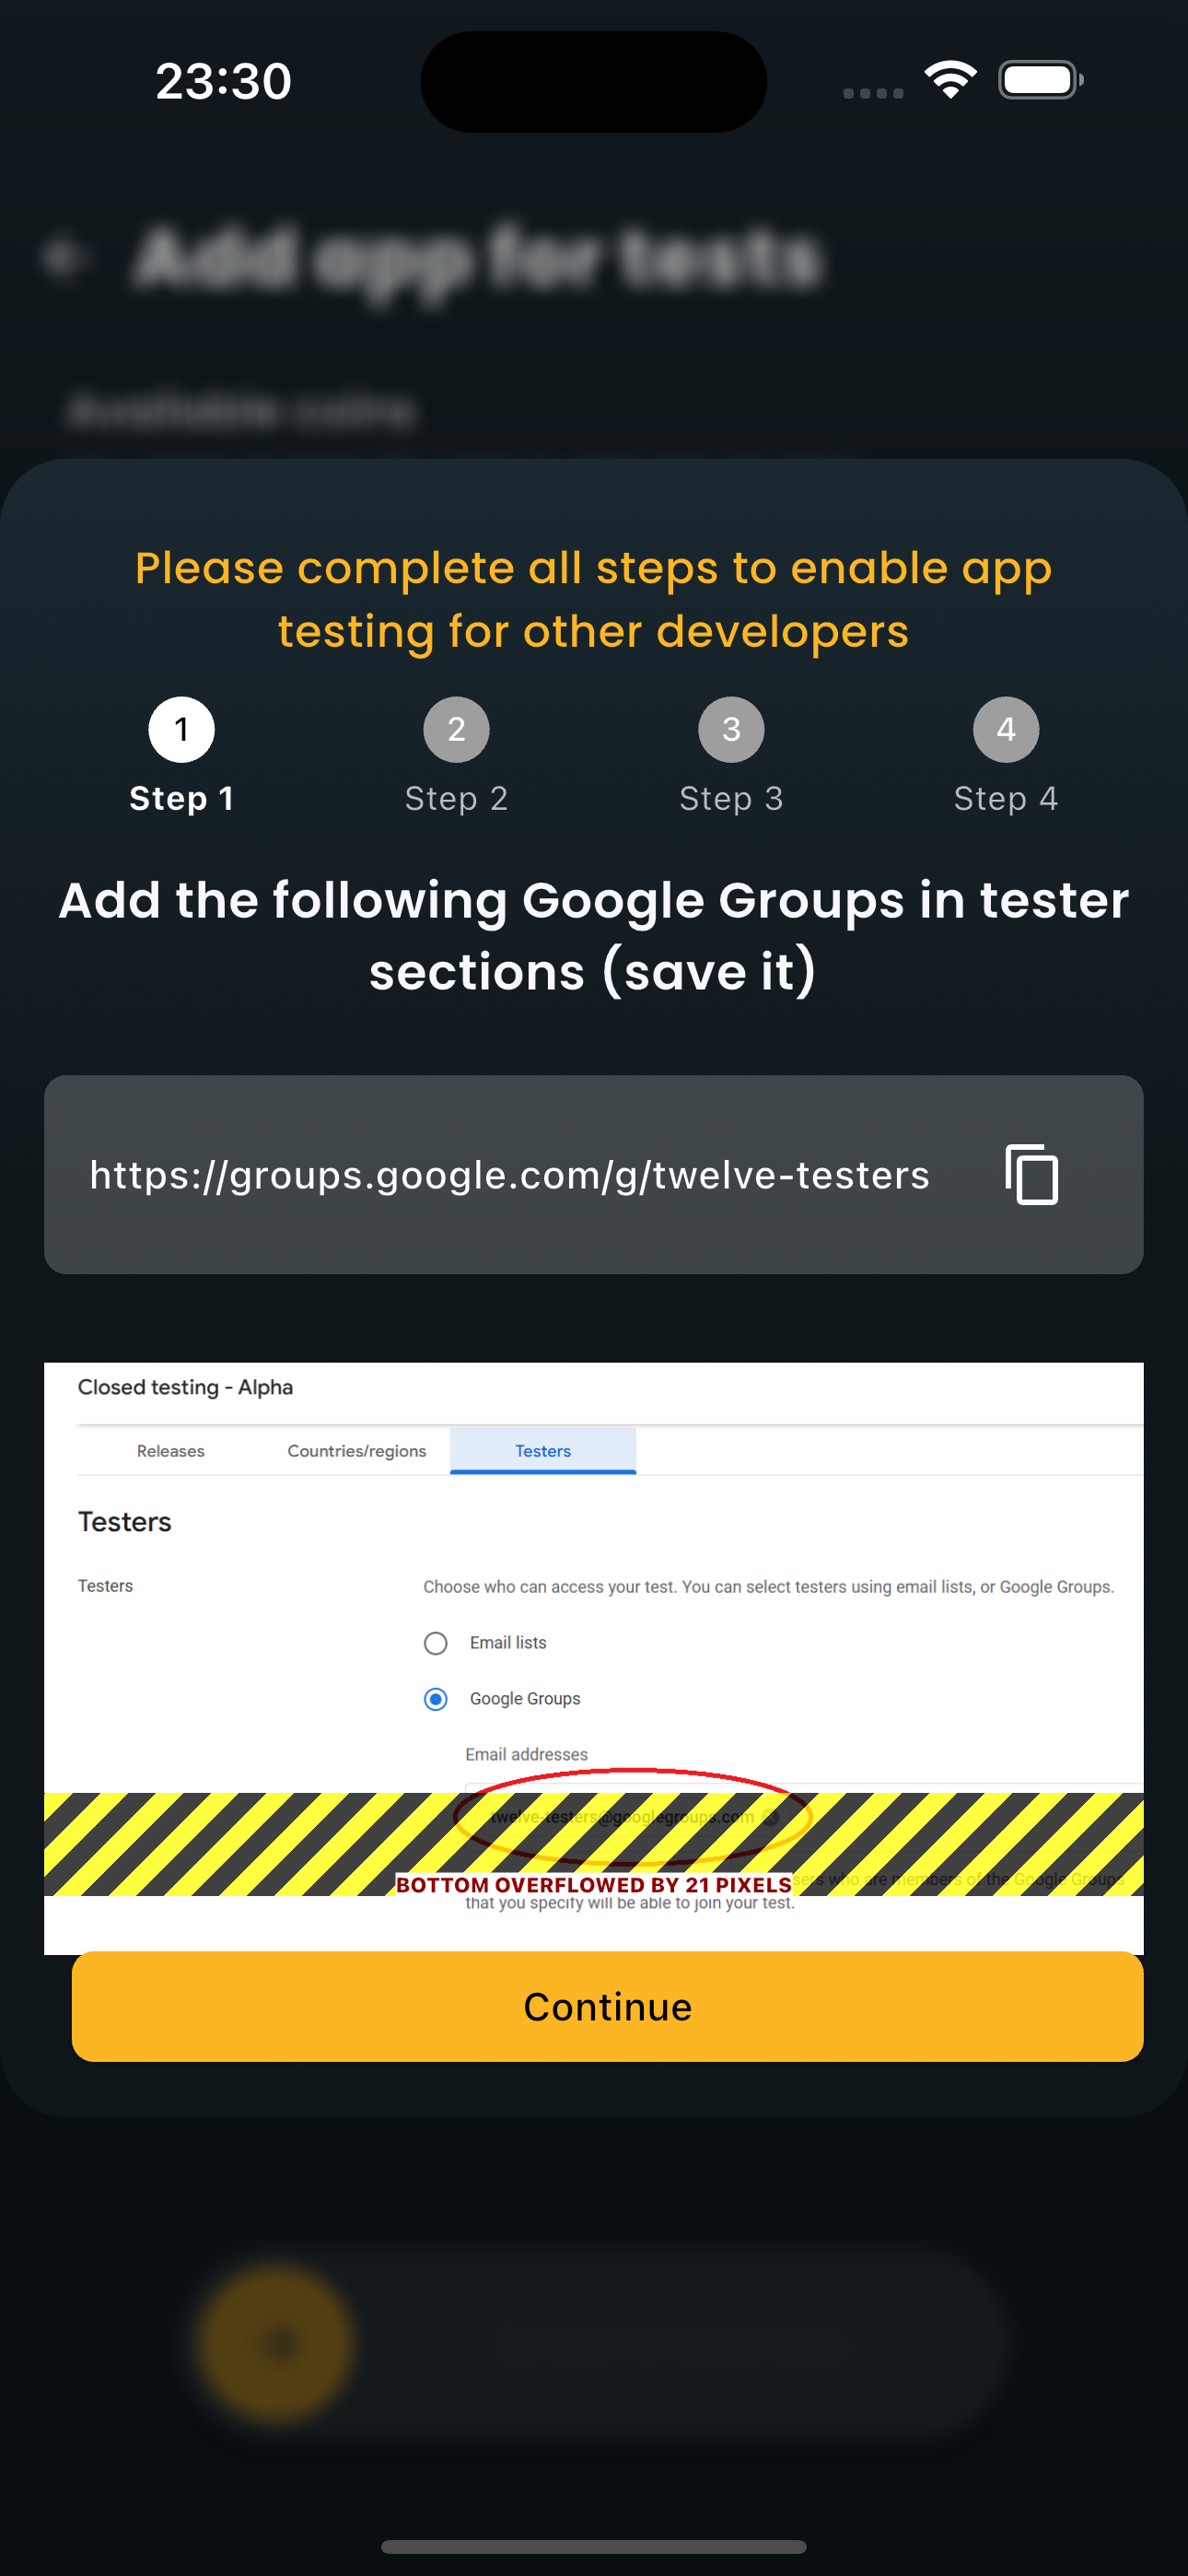 23:30
Add app for tests
Available coins
Please complete all steps to enable app
testing for other developers
1
2
3
4
Step 1
Step 2
Step 3
Step 4
Add the following Google Groups in tester
sections (save it)
https://groups.google.com/g/twelve-testers
Closed testing - Alpha
Releases
Countries/regions
Testers
Testers
Testers
Choose who can access your test. You can select testers using email lists, or Google Groups.
Email lists
Google Groups
Email addresses
twelve-testers@googlegroups.com
who are members of the Google Groups
BOTTOM OVERFLOWED BY 21 PIXELS
that you specify will be able to join your test.
Continue